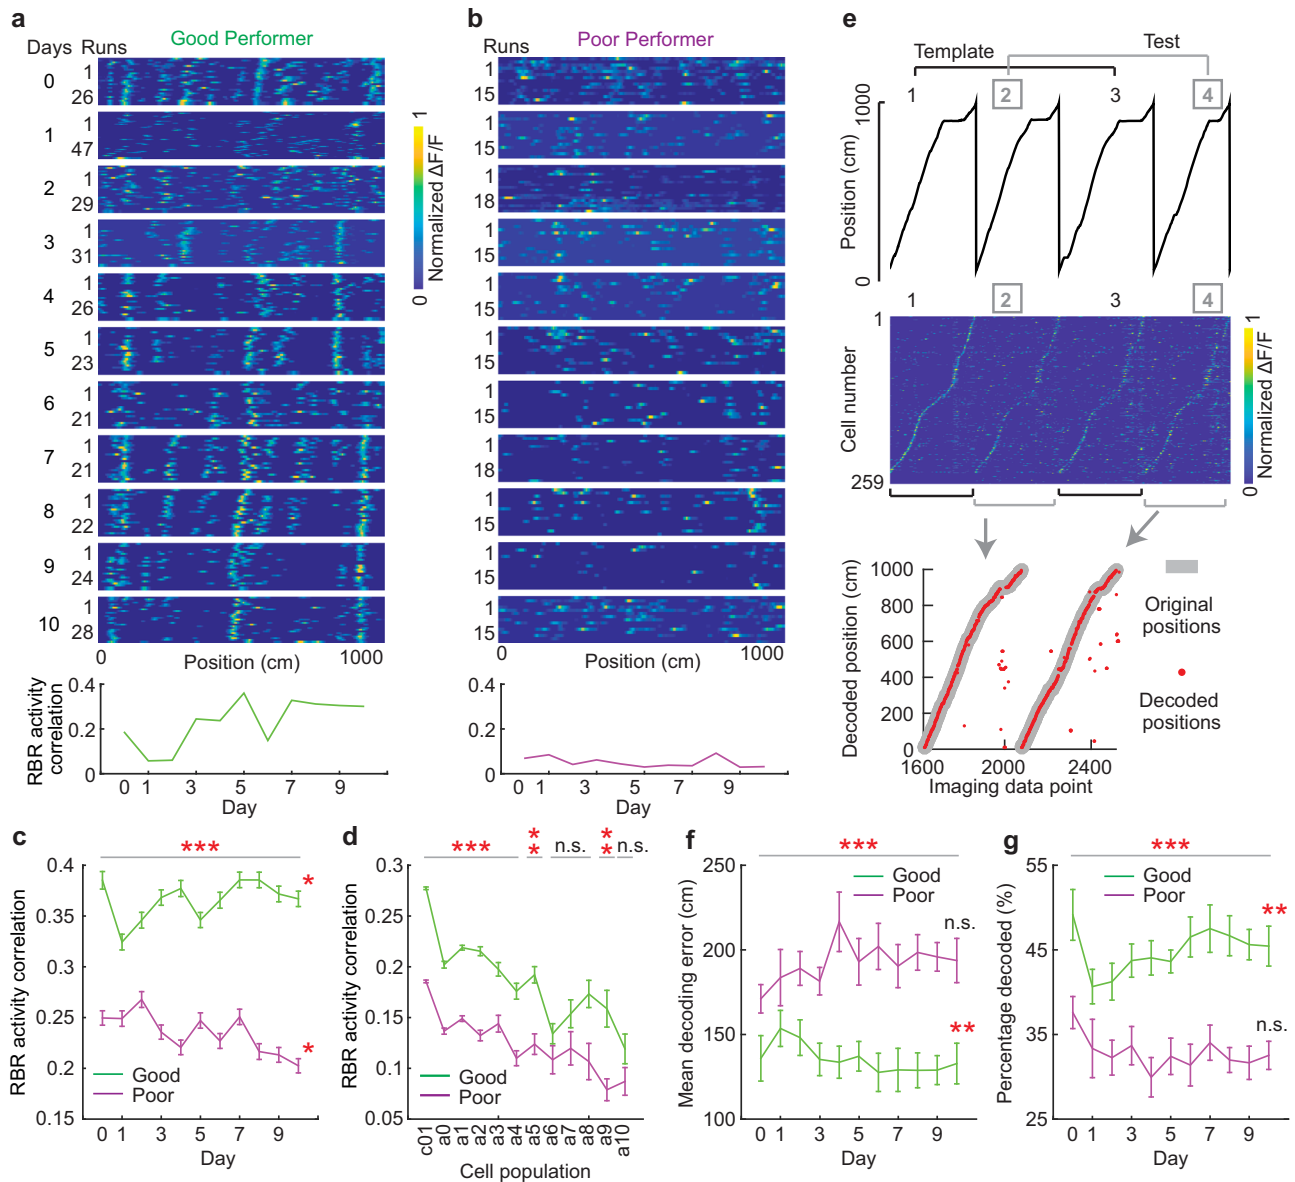 a
Good Performer
Days Runs
0 1 26
1 1 47
2 1 29
3 1 31
4 1 26
5 1 23
6 1 21
7 1 21
8 1 22
9 1 24
10 1 28
0 Position (cm) 1000
0 Normalized ΔF/F 1
RBR activity correlation
0.4
0.2
0
0 1 3 5 7 9
Day
b
Poor Performer
Runs
1 15
1 15
1 18
1 15
1 15
1 15
1 15
1 18
1 15
1 15
1 15
0 Position (cm) 1000
0.4
0.2
0
0 1 3 5 7 9
Day
e
Template
Test
1 2 3 4
Position (cm)
1000
0
1 2 3 4
Cell number
1
259
0 Normalized ΔF/F 1
Decoded position (cm)
1000
800
600
400
200
0
1600 2000 2400
Imaging data point
Original
positions
Decoded
positions
c
***
RBR activity correlation
0.4
0.35
0.3
0.25
0.2
0.15
*
*
Good
Poor
0 1 3 5 7 9
Day
d
*** ** n.s. ** n.s.
RBR activity correlation
0.3
0.25
0.2
0.15
0.1
0.05
Good
Poor
c01 a0 a1 a2 a3 a4 a5 a6 a7 a8 a9 a10
Cell population
f
***
Mean decoding error (cm)
250
200
150
100
Good
Poor
n.s.
**
0 1 3 5 7 9
Day
g
***
Percentage decoded (%)
55
45
35
25
Good
Poor
**
n.s.
0 1 3 5 7 9
Day